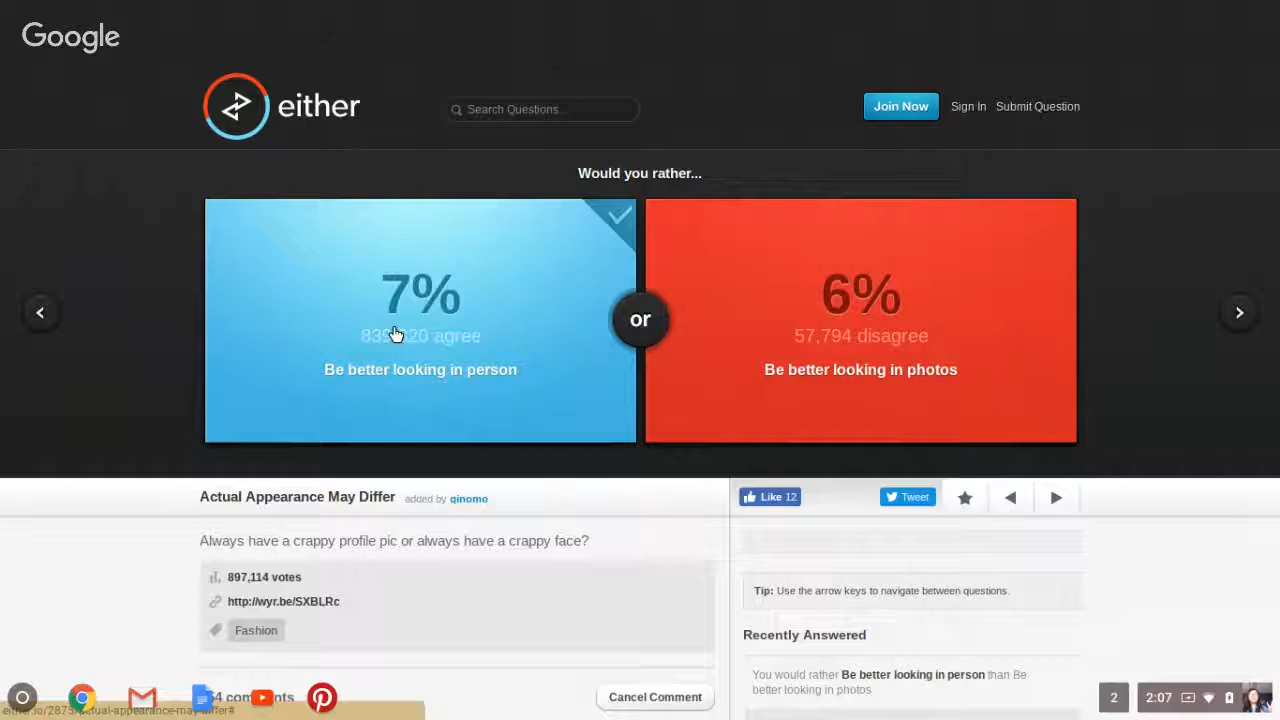 Google
either
Search Questions...
Join Now
Sign In
Submit Question
Would you rather...
7%
agree
Be better looking in person
or
6%
57,794 disagree
Be better looking in photos
Actual Appearance May Differ
added by ginomo
Like 12
Tweet
Always have a crappy profile pic or always have a crappy face?
897,114 votes
http://wyr.be/SXBLRc
Fashion
Tip: Use the arrow keys to navigate between questions.
Recently Answered
You would rather Be better looking in person than Be
better looking in photos
comments
Cancel Comment
2
2:07